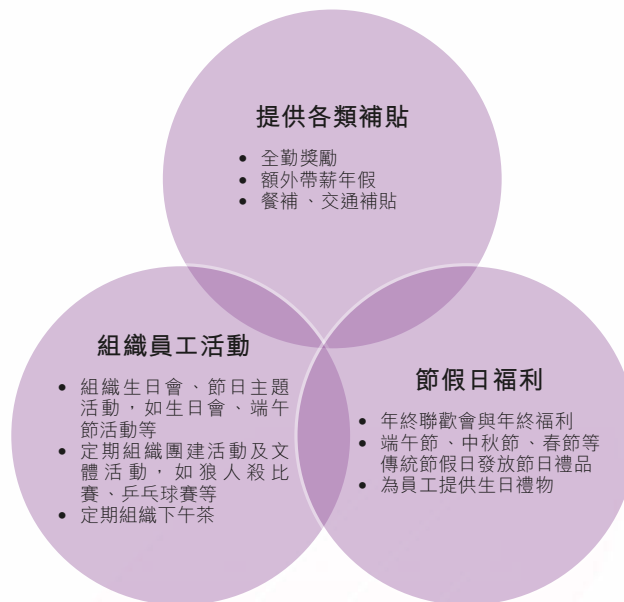 提供各類補貼
• 全勤獎勵
• 額外帶薪年假
• 餐補、交通補貼
組織員工活動
• 組織生日會、節日主題
活動，如生日會、端午
節活動等
• 定期組織團建活動及文
體活動，如狼人殺比
賽、乒乓球賽等
• 定期組織下午茶
節假日福利
• 年終聯歡會與年終福利
• 端午節、中秋節、春節等
傳統節假日發放節日禮品
• 為員工提供生日禮物